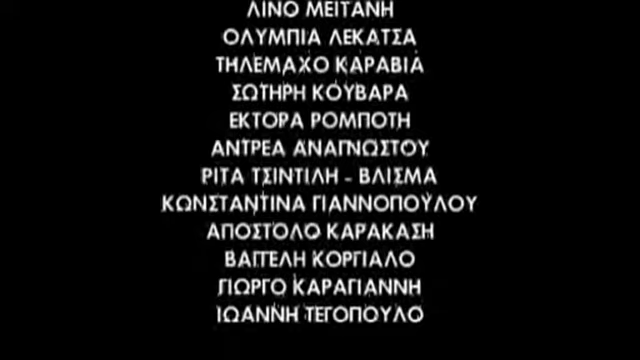 ΛΙΝΟ ΜΕΪΤΑΝΗ
ΟΛΥΜΠΙΑ ΛΕΚΑΤΣΑ
ΤΗΛΕΜΑΧΟ ΚΑΡΑΒΙΑ
ΣΩΤΗΡΗ ΚΟΥΒΑΡΑ
ΕΚΤΟΡΑ ΡΟΜΠΟΤΗ
ΑΝΤΡΕΑ ΑΝΑΓΝΩΣΤΟΥ
ΡΙΤΑ ΤΣΙΝΤΙΛΗ - ΒΛΙΣΜΑ
ΚΩΝΣΤΑΝΤΙΝΑ ΓΙΑΝΝΟΠΟΥΛΟΥ
ΑΠΟΣΤΟΛΟ ΚΑΡΑΚΑΣΗ
ΒΑΓΓΕΛΗ ΚΟΡΓΙΑΛΟ
ΓΙΩΡΓΟ ΚΑΡΑΓΙΑΝΝΗ
ΙΩΑΝΝΗ ΤΕΓΟΠΟΥΛΟ